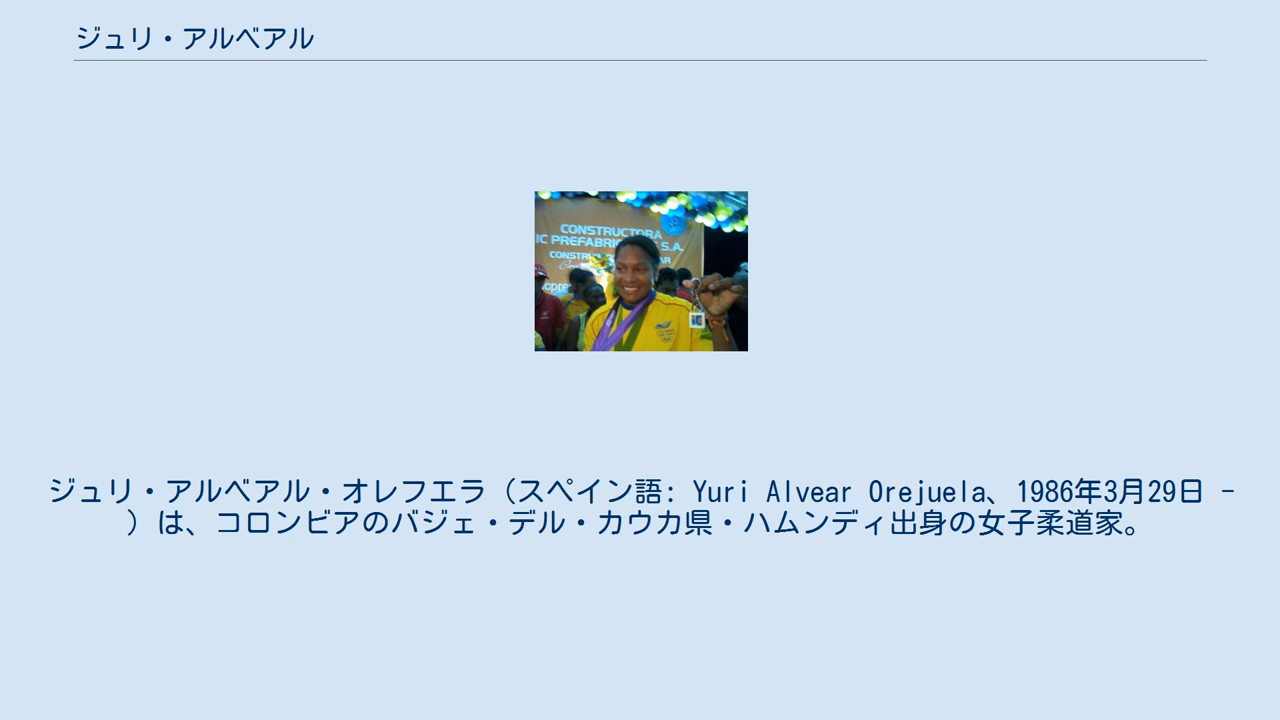 ジュリ・アルベアル
CONSTRUCTORA
IC PREFABRI
S.A.
iC
ジュリ・アルベアル・オレフエラ（スペイン語: Yuri Alvear Orejuela、1986年3月29日 -
）は、コロンビアのバジェ・デル・カウカ県・ハムンディ出身の女子柔道家。